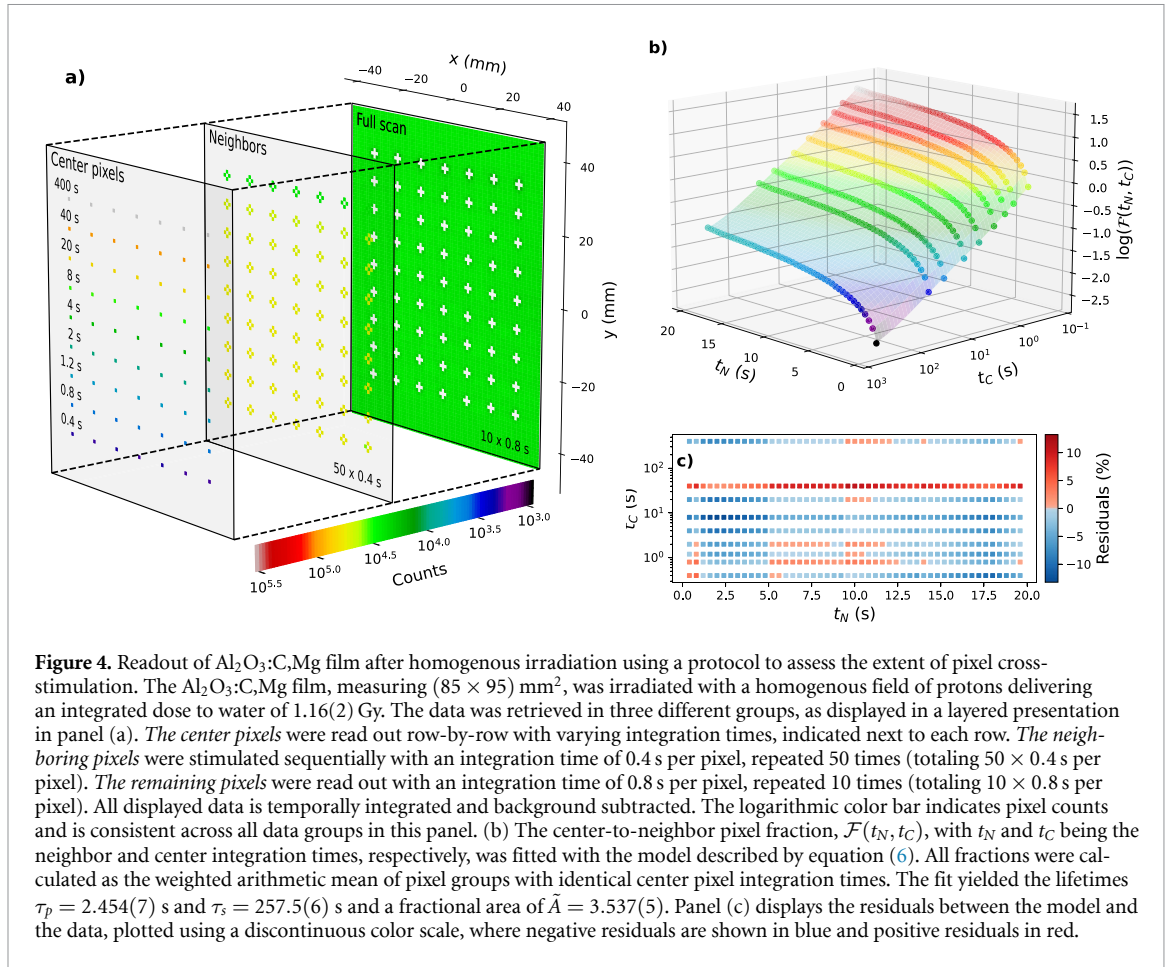 a)
x (mm)
−40
−20
0
20
40
Full scan
Neighbors
Center pixels
400 s
40 s
20 s
8 s
4 s
2 s
1.2 s
0.8 s
0.4 s
50 x 0.4 s
10 x 0.8 s
40
20
0
−20
−40
y (mm)
10^5.5
10^5.0
10^4.5
10^4.0
10^3.5
10^3.0
Counts
b)
1.5
1.0
0.5
0.0
−0.5
−1.0
−1.5
−2.0
−2.5
log(ℱ(t_N, t_C))
20
15
10
5
0
t_N (s)
10^3
10^2
10^1
10^0
10^−1
t_C (s)
c)
10^2
10^1
10^0
t_C (s)
0.0 2.5 5.0 7.5 10.0 12.5 15.0 17.5 20.0
t_N (s)
10
5
0
−5
−10
Residuals (%)
Figure 4. Readout of Al₂O₃:C,Mg film after homogenous irradiation using a protocol to assess the extent of pixel cross-
stimulation. The Al₂O₃:C,Mg film, measuring (85 × 95) mm², was irradiated with a homogenous field of protons delivering
an integrated dose to water of 1.16(2) Gy. The data was retrieved in three different groups, as displayed in a layered presentation
in panel (a). The center pixels were read out row-by-row with varying integration times, indicated next to each row. The neigh-
boring pixels were stimulated sequentially with an integration time of 0.4 s per pixel, repeated 50 times (totaling 50 × 0.4 s per
pixel). The remaining pixels were read out with an integration time of 0.8 s per pixel, repeated 10 times (totaling 10 × 0.8 s per
pixel). All displayed data is temporally integrated and background subtracted. The logarithmic color bar indicates pixel counts
and is consistent across all data groups in this panel. (b) The center-to-neighbor pixel fraction, ℱ(t_N, t_C), with t_N and t_C being the
neighbor and center integration times, respectively, was fitted with the model described by equation (6). All fractions were cal-
culated as the weighted arithmetic mean of pixel groups with identical center pixel integration times. The fit yielded the lifetimes
τ_p = 2.454(7) s and τ_s = 257.5(6) s and a fractional area of Ã = 3.537(5). Panel (c) displays the residuals between the model and
the data, plotted using a discontinuous color scale, where negative residuals are shown in blue and positive residuals in red.